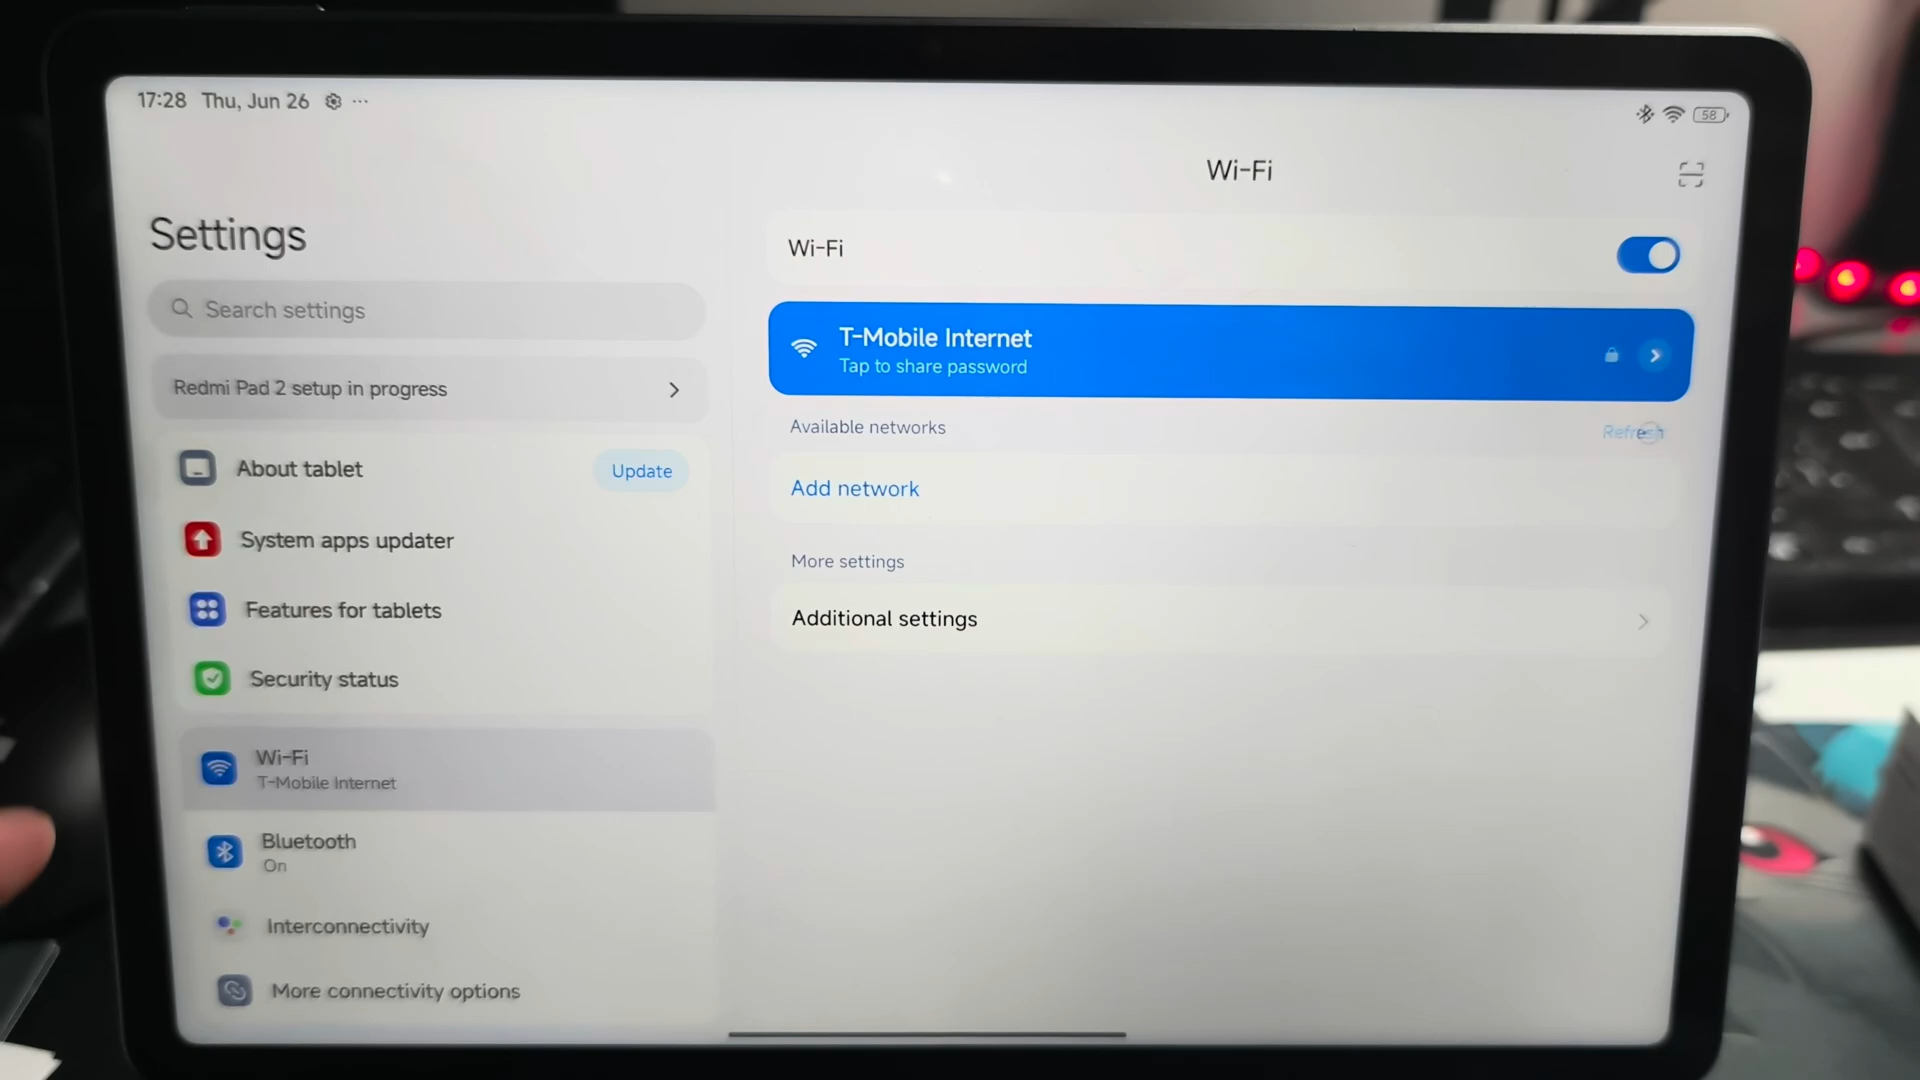 17:28 Thu, Jun 26 ...
58
Settings
Search settings
Redmi Pad 2 setup in progress
About tablet
Update
System apps updater
Features for tablets
Security status
Wi-Fi
T-Mobile Internet
Bluetooth
On
Interconnectivity
More connectivity options
Wi-Fi
Wi-Fi
T-Mobile Internet
Tap to share password
Available networks
Refresh
Add network
More settings
Additional settings